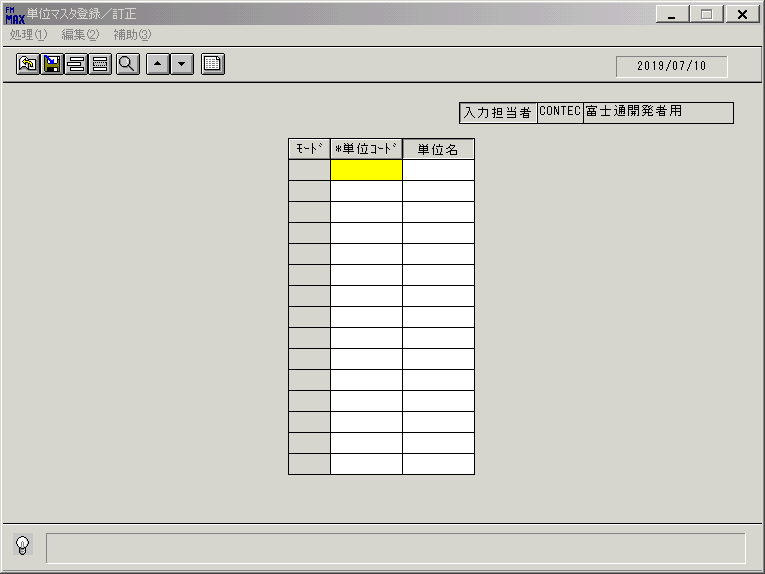 FM MAX 単位マスタ登録／訂正
処理(1) 編集(2) 補助(3)
2019/07/10
入力担当者 CONTEC 富士通開発者用
ﾓｰﾄﾞ *単位ｺｰﾄﾞ 単位名